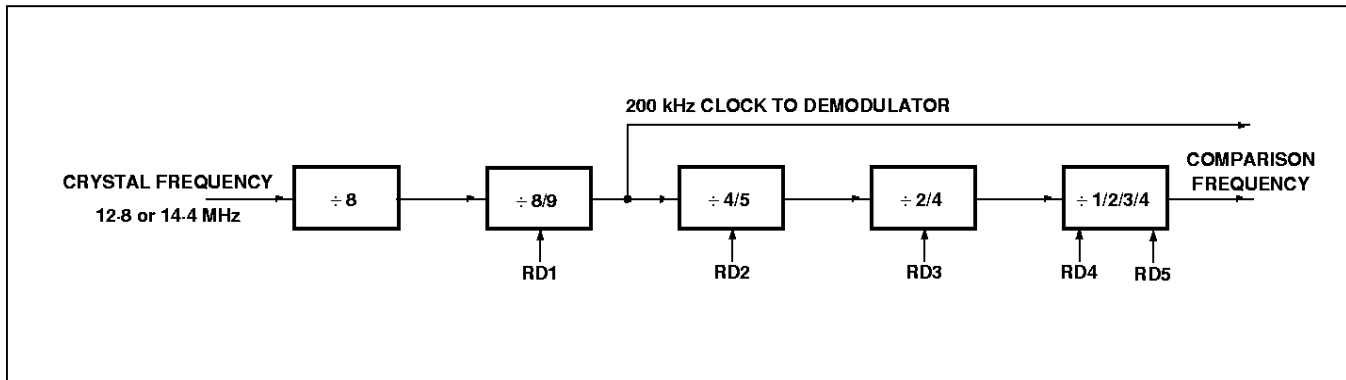 200 kHz CLOCK TO DEMODULATOR
CRYSTAL FREQUENCY
12·8 or 14·4 MHz
÷ 8
÷ 8/9
÷ 4/5
÷ 2/4
÷ 1/2/3/4
COMPARISON
FREQUENCY
RD1
RD2
RD3
RD4
RD5